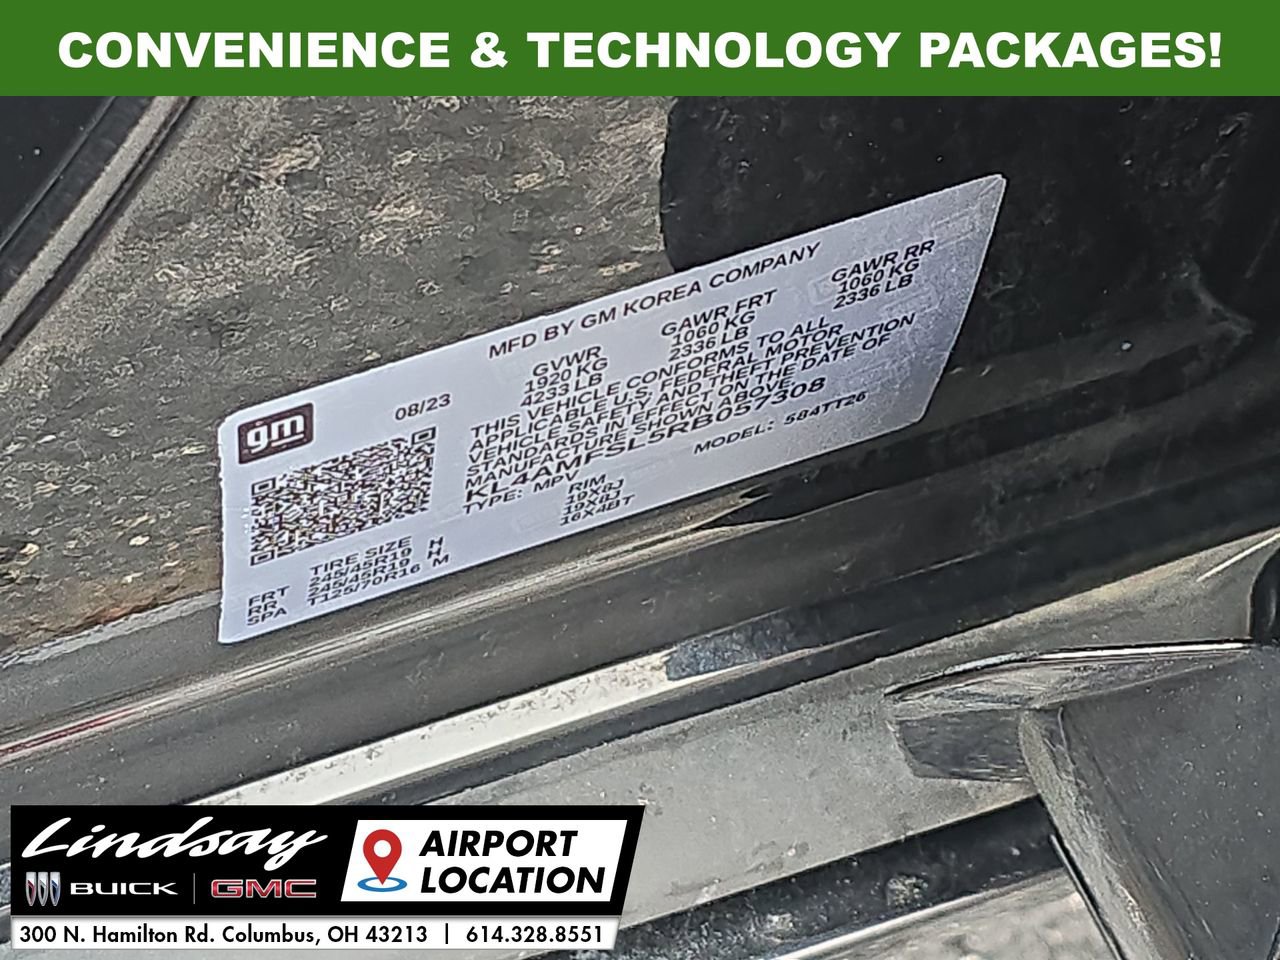 CONVENIENCE & TECHNOLOGY PACKAGES!
gm
08/23
MFD BY GM KOREA COMPANY
GVWR GAWR FRT GAWR RR
1920 KG 1060 KG 1060 KG
4233 LB 2336 LB 2336 LB
THIS VEHICLE CONFORMS TO ALL
APPLICABLE U.S. FEDERAL MOTOR
VEHICLE SAFETY, AND THEFT PREVENTION
STANDARDS IN EFFECT ON THE DATE OF
MANUFACTURE SHOWN ABOVE.
KL4AMFSL5RB057308
TYPE: MPV MODEL: 584TT26
TIRE SIZE RIM
FRT 245/45R19 H 19X8J
RR 245/45R19 H 19X8J
SPA T125/70R16 M 16X4BT
Lindsay
BUICK | GMC
AIRPORT
LOCATION
300 N. Hamilton Rd. Columbus, OH 43213 | 614.328.8551